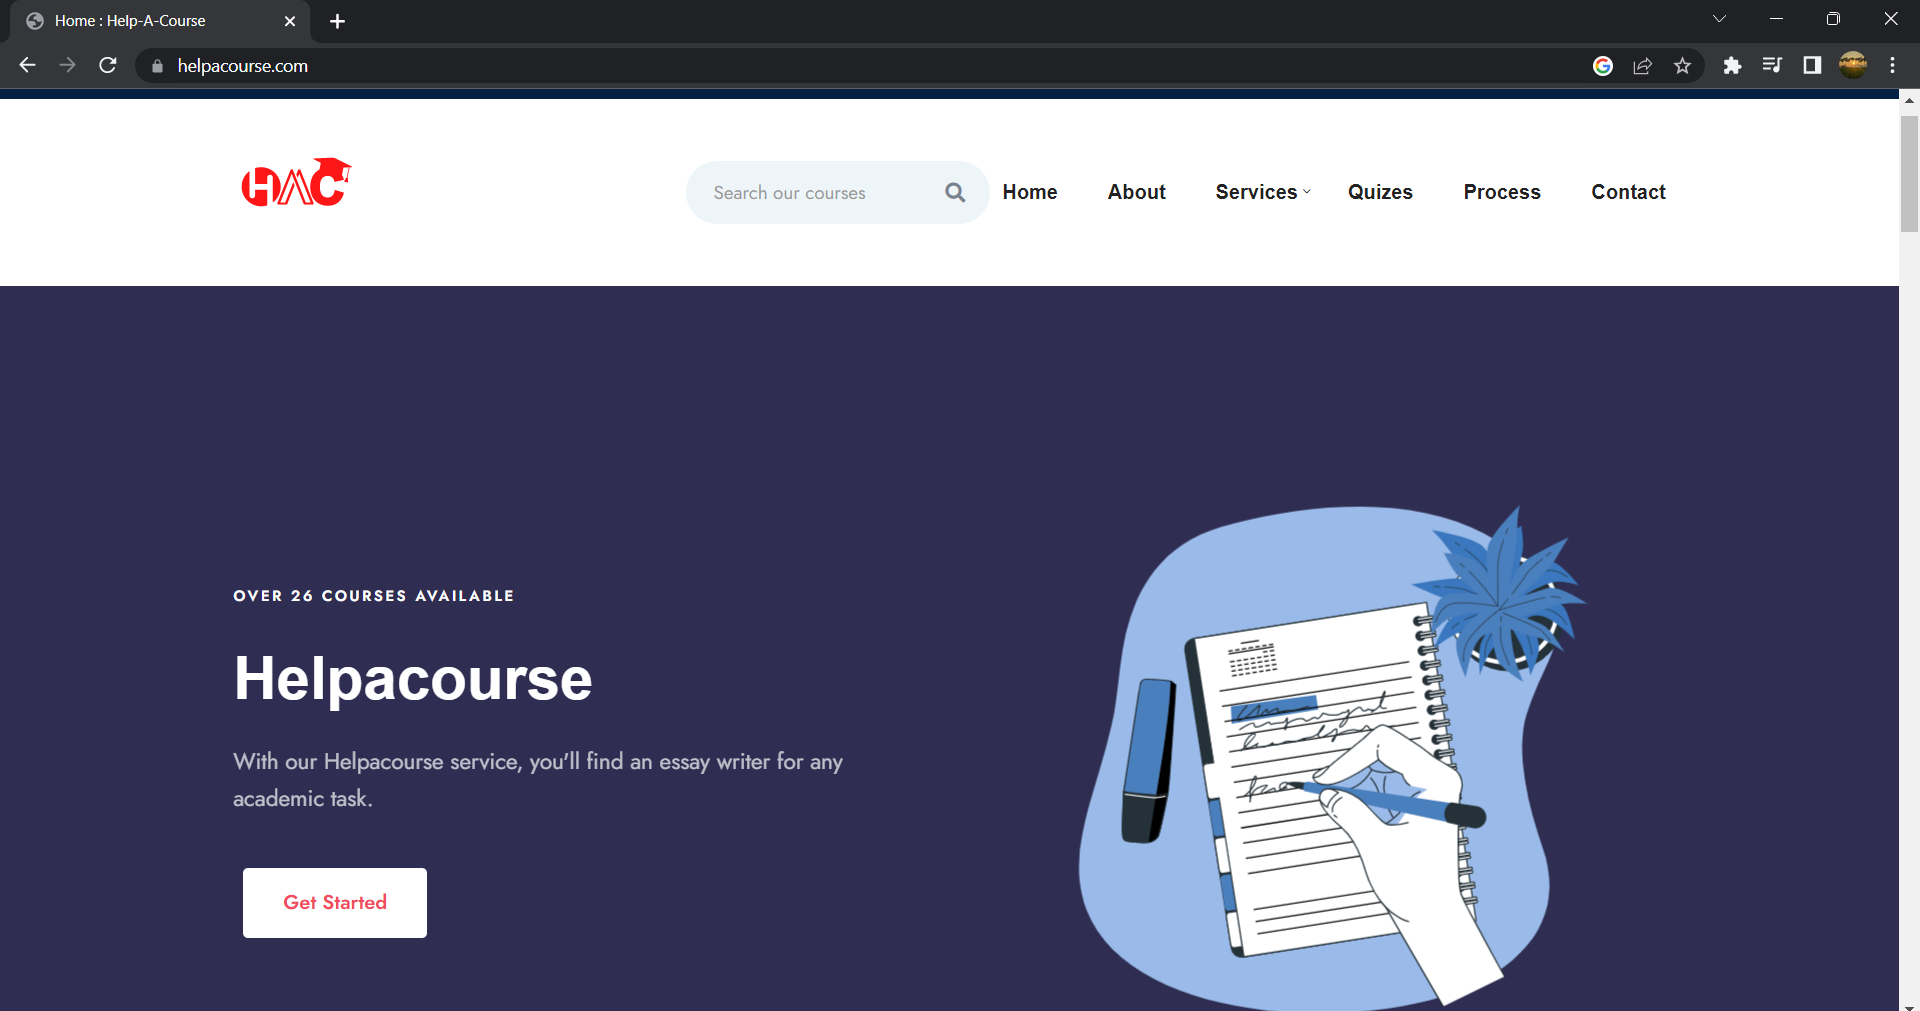 Home : Help-A-Course
helpacourse.com
HAC
Search our courses
Home About Services Quizes Process Contact
OVER 26 COURSES AVAILABLE
Helpacourse
With our Helpacourse service, you'll find an essay writer for any
academic task.
Get Started